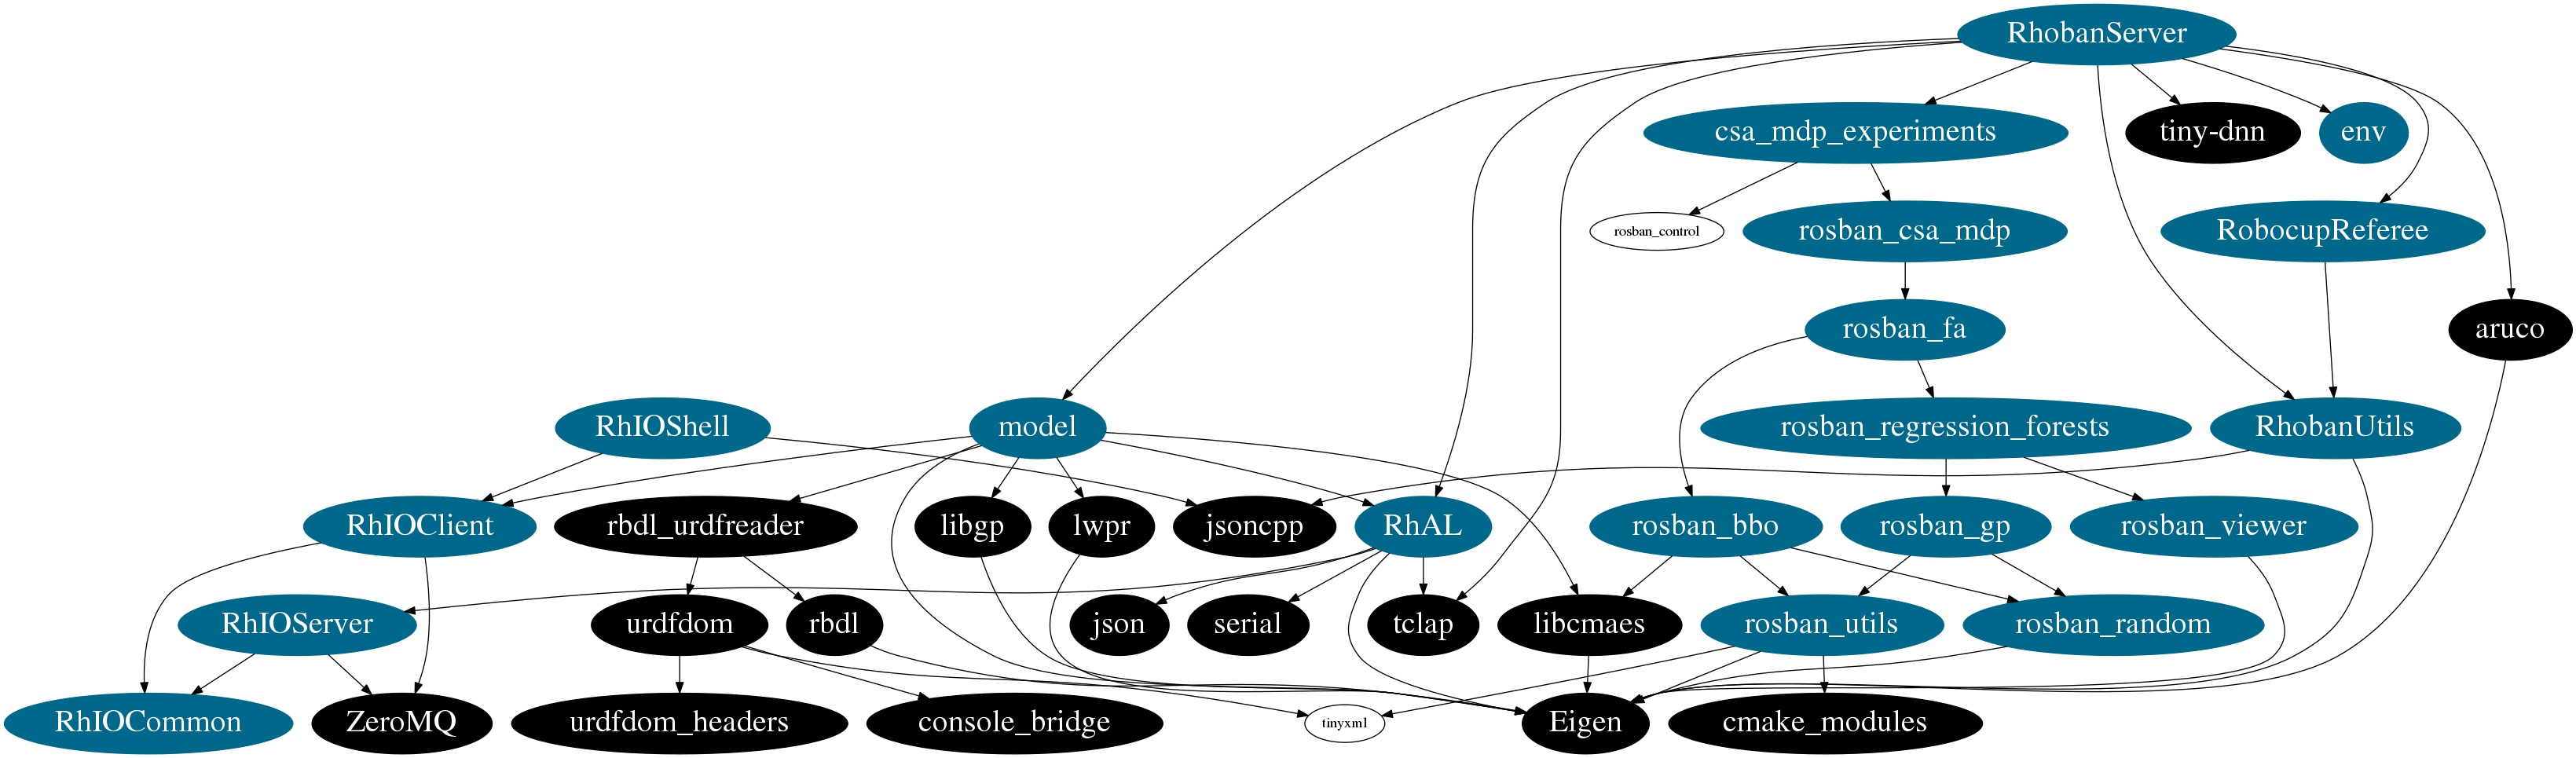 RhobanServer
csa_mdp_experiments
tiny-dnn
env
rosban_control
rosban_csa_mdp
RobocupReferee
rosban_fa
aruco
RhIOShell
model
rosban_regression_forests
RhobanUtils
RhIOClient
rbdl_urdfreader
libgp
lwpr
jsoncpp
RhAL
rosban_bbo
rosban_gp
rosban_viewer
RhIOServer
urdfdom
rbdl
json
serial
tclap
libcmaes
rosban_utils
rosban_random
RhIOCommon
ZeroMQ
urdfdom_headers
console_bridge
tinyxml
Eigen
cmake_modules